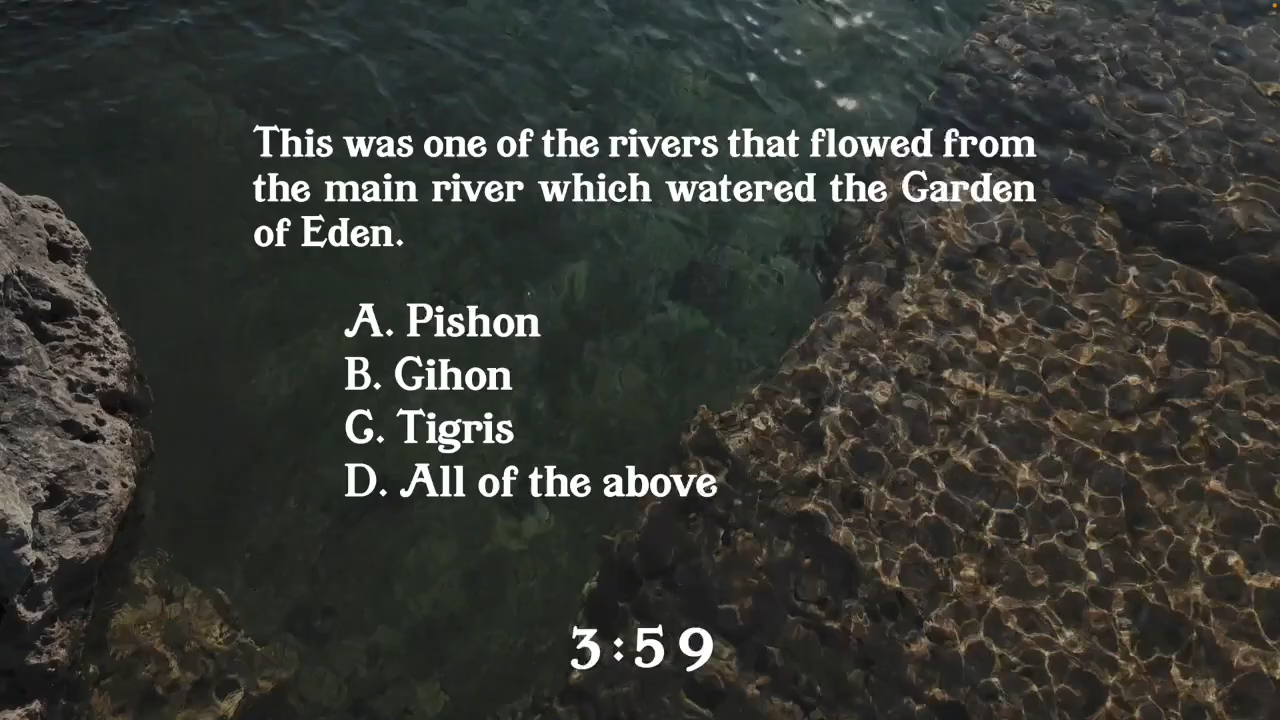 This was one of the rivers that flowed from
the main river which watered the Garden
of Eden.
A. Pishon
B. Gihon
C. Tigris
D. All of the above
3:59